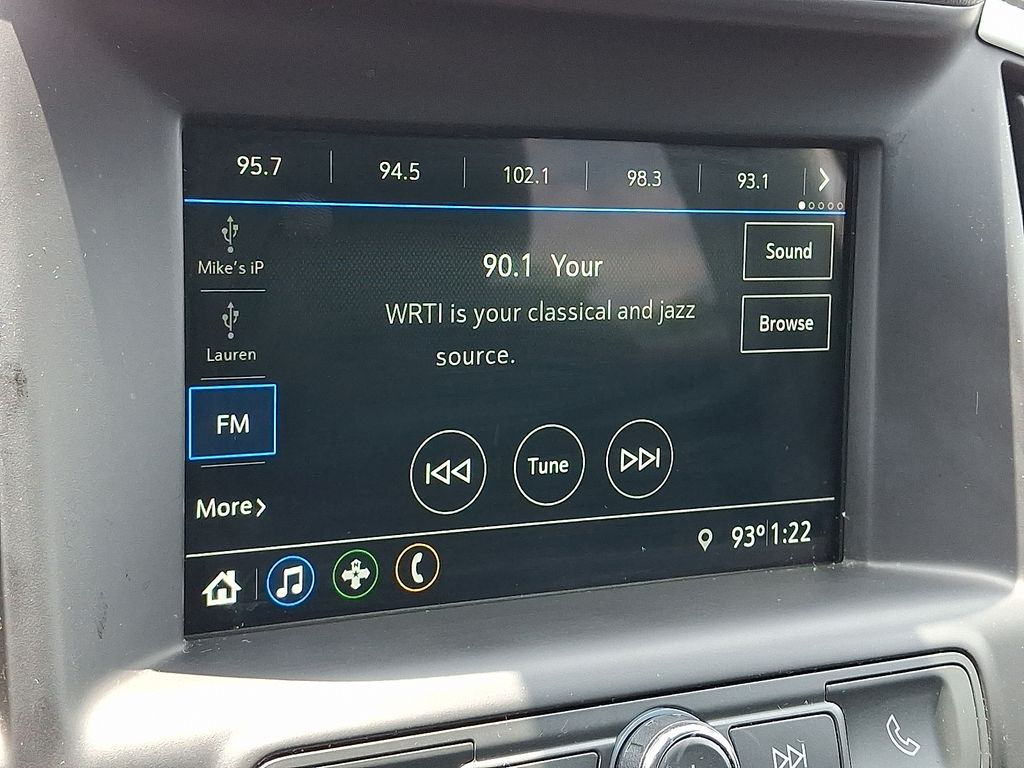 95.7 94.5 102.1 98.3 93.1
Mike's iP
Lauren
FM
More
90.1 Your
WRTI is your classical and jazz
source.
Sound
Browse
Tune
93° 1:22